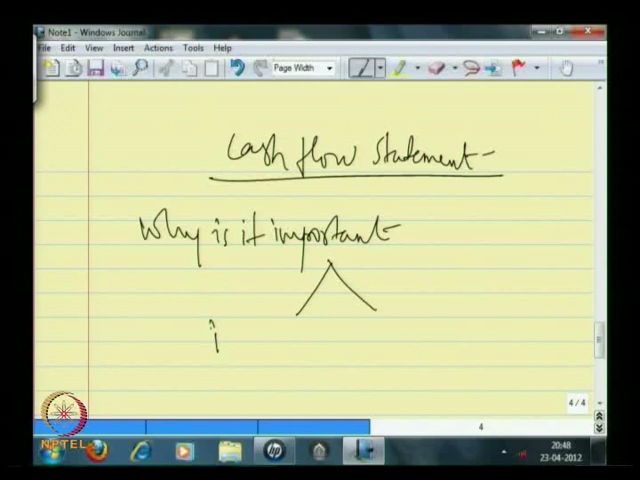 Note1 - Windows Journal
File Edit View Insert Actions Tools Help
Page Width
Cash flow Statement -
Why is it important
i
4 / 4
4
hp
NPTEL
20:48
23-04-2012